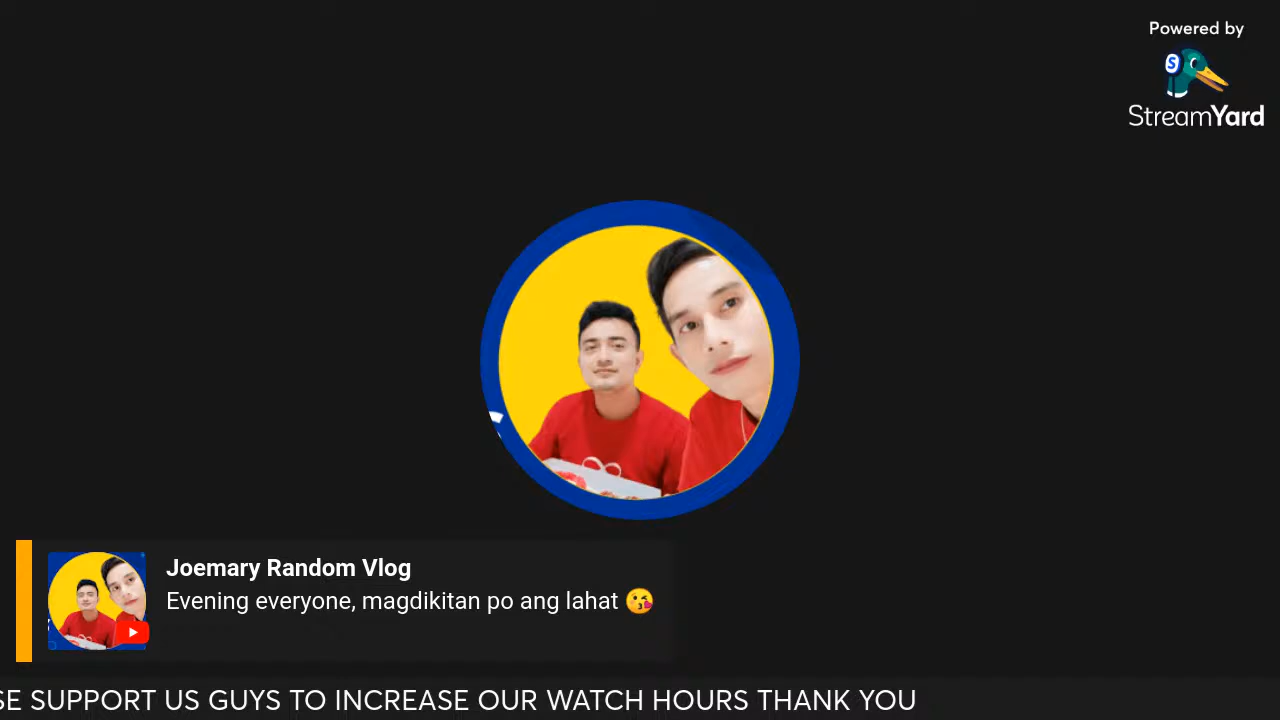 Powered by
S
StreamYard
Joemary Random Vlog
Evening everyone, magdikitan po ang lahat 😘
SE SUPPORT US GUYS TO INCREASE OUR WATCH HOURS THANK YOU